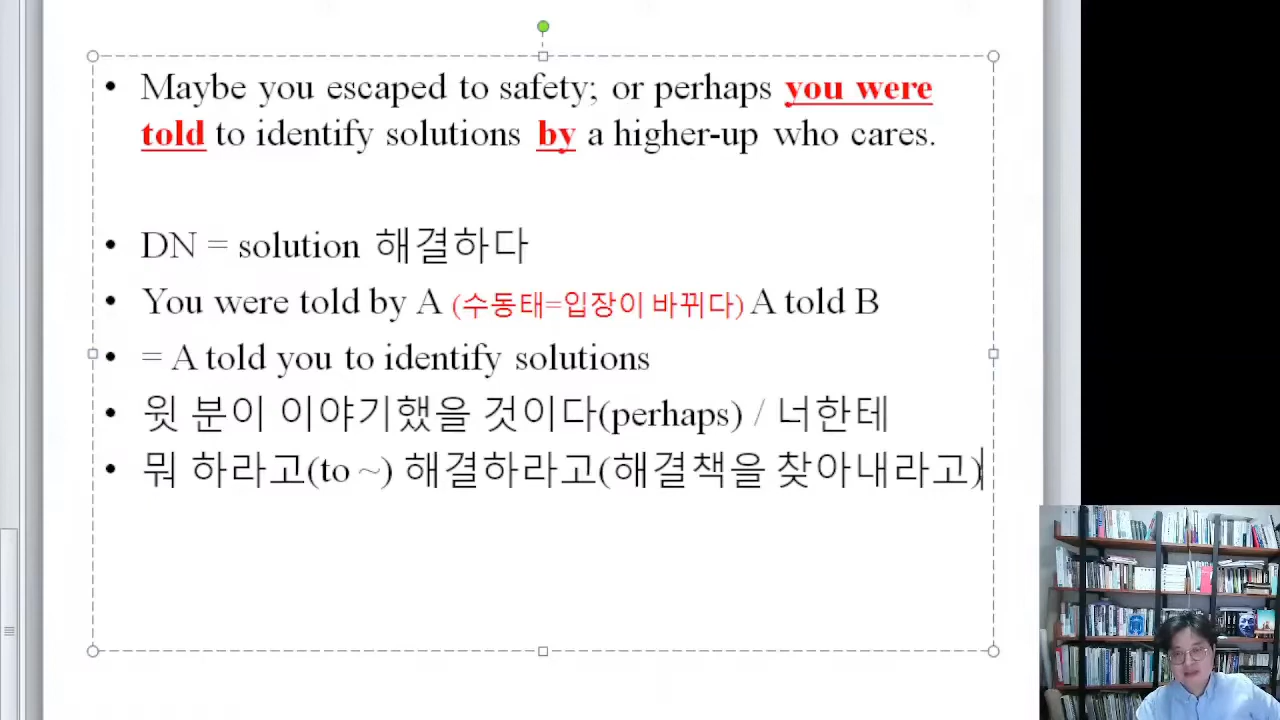 • Maybe you escaped to safety; or perhaps you were
told to identify solutions by a higher-up who cares.
• DN = solution 해결하다
• You were told by A (수동태=입장이 바뀌다) A told B
• = A told you to identify solutions
• 윗 분이 이야기했을 것이다(perhaps) / 너한테
• 뭐 하라고(to ~) 해결하라고(해결책을 찾아내라고)